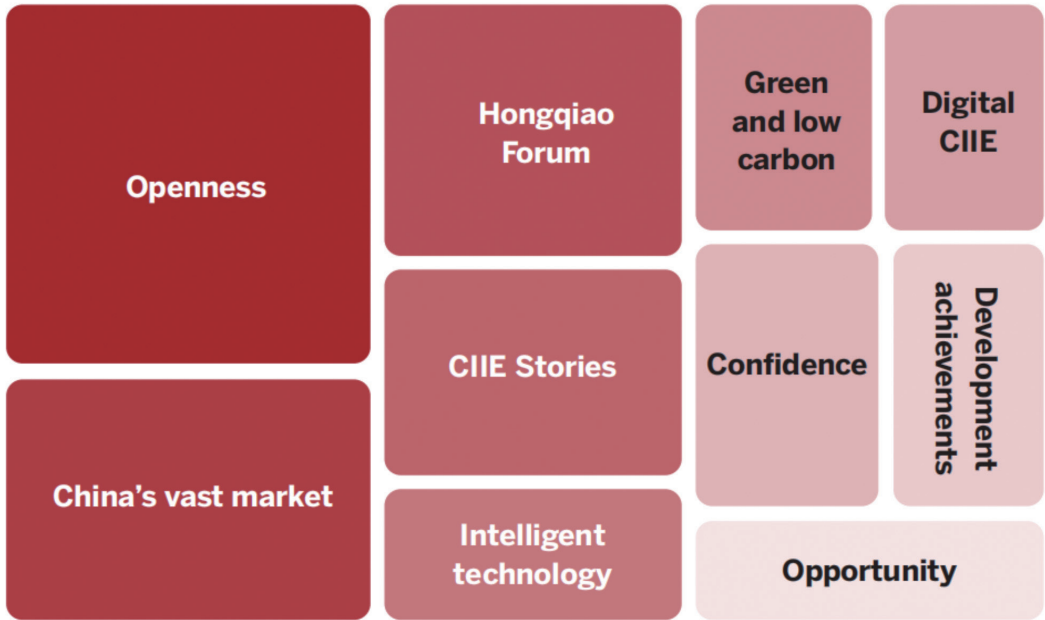 Openness
China's vast market
Hongqiao
Forum
CIIE Stories
Intelligent
technology
Green
and low
carbon
Digital
CIIE
Confidence
Development
achievements
Opportunity